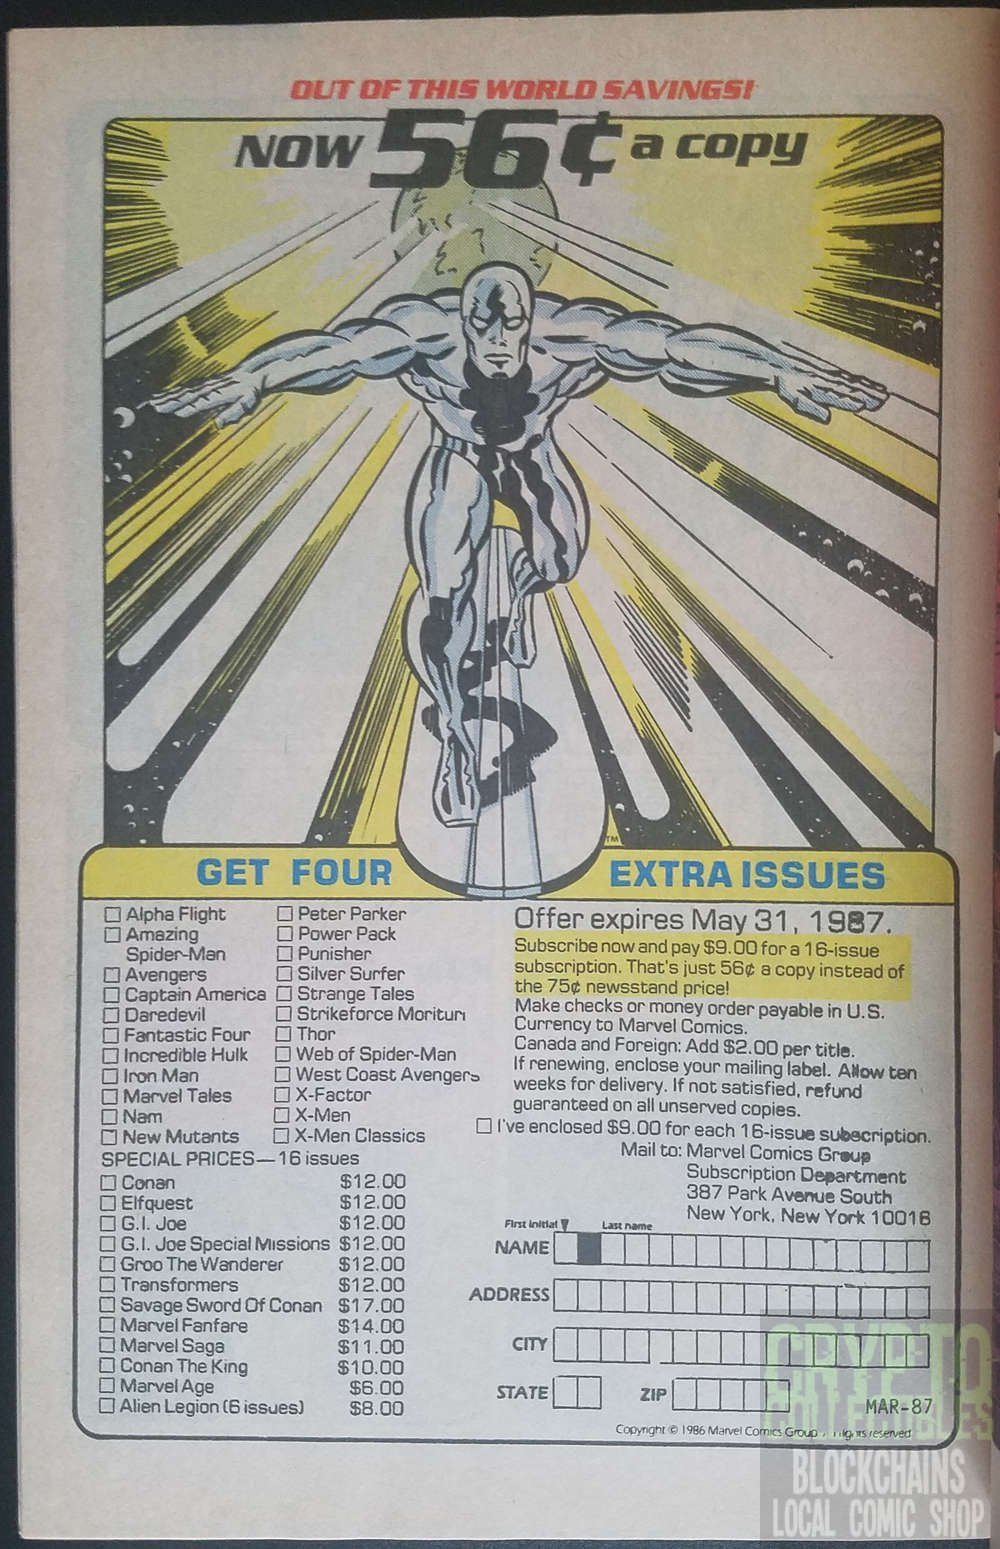 OUT OF THIS WORLD SAVINGS!
NOW 56¢ a copy
TM
GET FOUR EXTRA ISSUES
Alpha Flight
Amazing
Spider-Man
Avengers
Captain America
Daredevil
Fantastic Four
Incredible Hulk
Iron Man
Marvel Tales
Nam
New Mutants
Peter Parker
Power Pack
Punisher
Silver Surfer
Strange Tales
Strikeforce Morituri
Thor
Web of Spider-Man
West Coast Avengers
X-Factor
X-Men
X-Men Classics
SPECIAL PRICES—16 issues
Conan $12.00
Elfquest $12.00
G.I. Joe $12.00
G.I. Joe Special Missions $12.00
Groo The Wanderer $12.00
Transformers $12.00
Savage Sword Of Conan $17.00
Marvel Fanfare $14.00
Marvel Saga $11.00
Conan The King $10.00
Marvel Age $6.00
Alien Legion (6 issues) $8.00
Offer expires May 31, 1987.
Subscribe now and pay $9.00 for a 16-issue
subscription. That's just 56¢ a copy instead of
the 75¢ newsstand price!
Make checks or money order payable in U.S.
Currency to Marvel Comics.
Canada and Foreign: Add $2.00 per title.
If renewing, enclose your mailing label. Allow ten
weeks for delivery. If not satisfied, refund
guaranteed on all unserved copies.
I've enclosed $9.00 for each 16-issue subscription.
Mail to: Marvel Comics Group
Subscription Department
387 Park Avenue South
New York, New York 10016
First initial Last name
NAME
ADDRESS
CITY
STATE ZIP
MAR-87
Copyright © 1986 Marvel Comics Group rights reserved
CRYPTO
COLLECTIBLES
BLOCKCHAINS
LOCAL COMIC SHOP